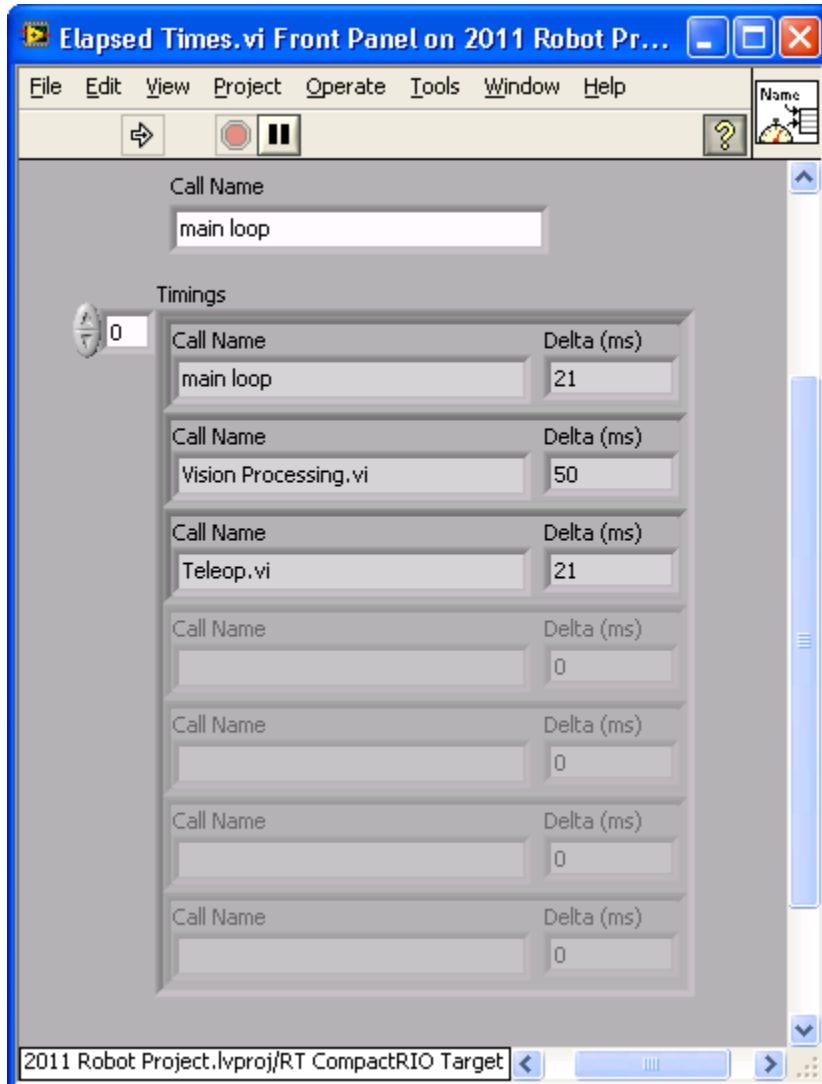 Elapsed Times.vi Front Panel on 2011 Robot Pr...
File Edit View Project Operate Tools Window Help
Name
Call Name
main loop
Timings
0
Call Name Delta (ms)
main loop 21
Call Name Delta (ms)
Vision Processing.vi 50
Call Name Delta (ms)
Teleop.vi 21
Call Name Delta (ms)
0
Call Name Delta (ms)
0
Call Name Delta (ms)
0
Call Name Delta (ms)
0
2011 Robot Project.lvproj/RT CompactRIO Target